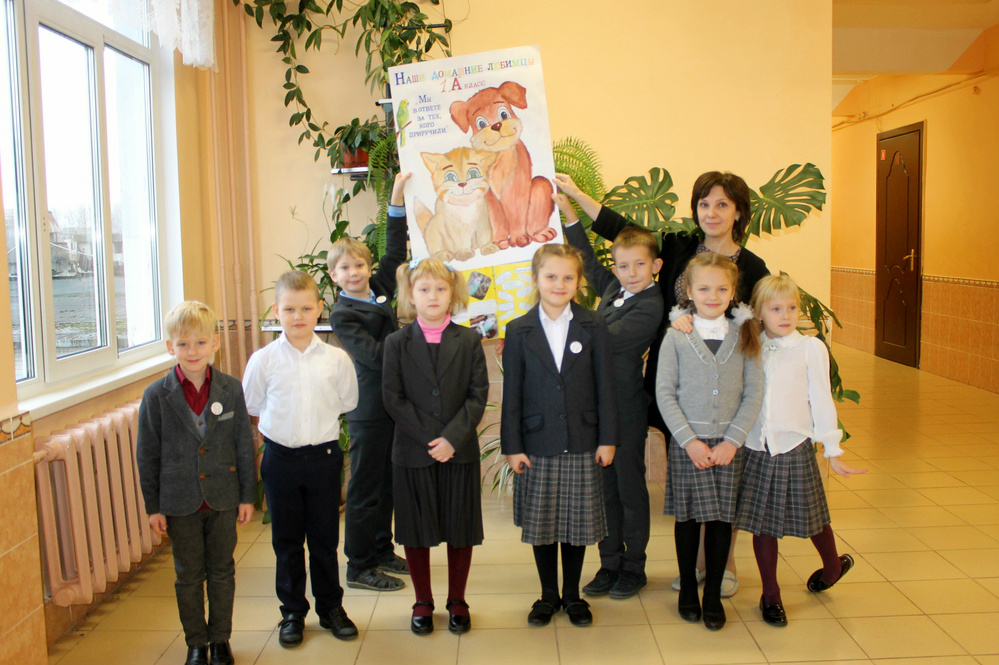 НАШИ ДОМАШНИЕ ЛЮБИМЦЫ
1 А КЛАСС
„МЫ
В ОТВЕТЕ
ЗА ТЕХ,
КОГО
ПРИРУЧИЛИ"